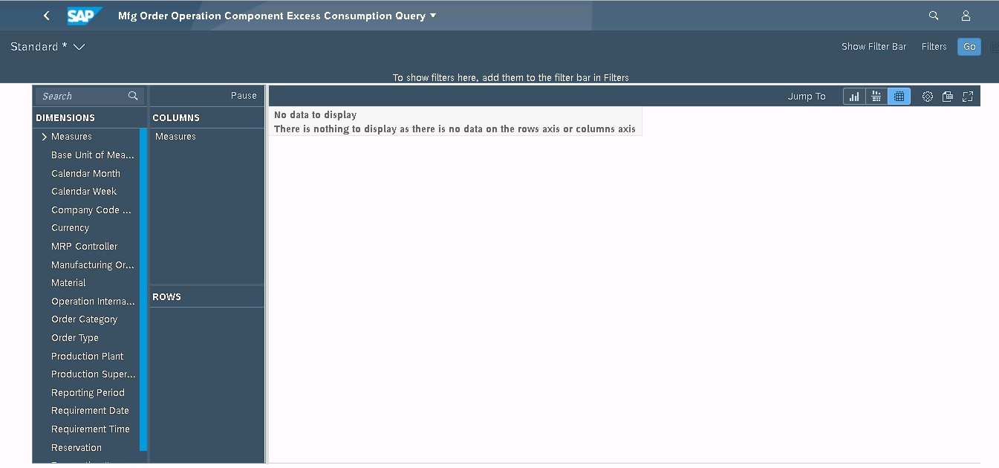 SAP
Mfg Order Operation Component Excess Consumption Query
Standard *
Show Filter Bar
Filters
Go
To show filters here, add them to the filter bar in Filters
Search
Pause
Jump To
DIMENSIONS
COLUMNS
No data to display
There is nothing to display as there is no data on the rows axis or columns axis
Measures
Measures
Base Unit of Mea...
Calendar Month
Calendar Week
Company Code ...
Currency
MRP Controller
Manufacturing Or...
Material
ROWS
Operation Interna...
Order Category
Order Type
Production Plant
Production Super...
Reporting Period
Requirement Date
Requirement Time
Reservation